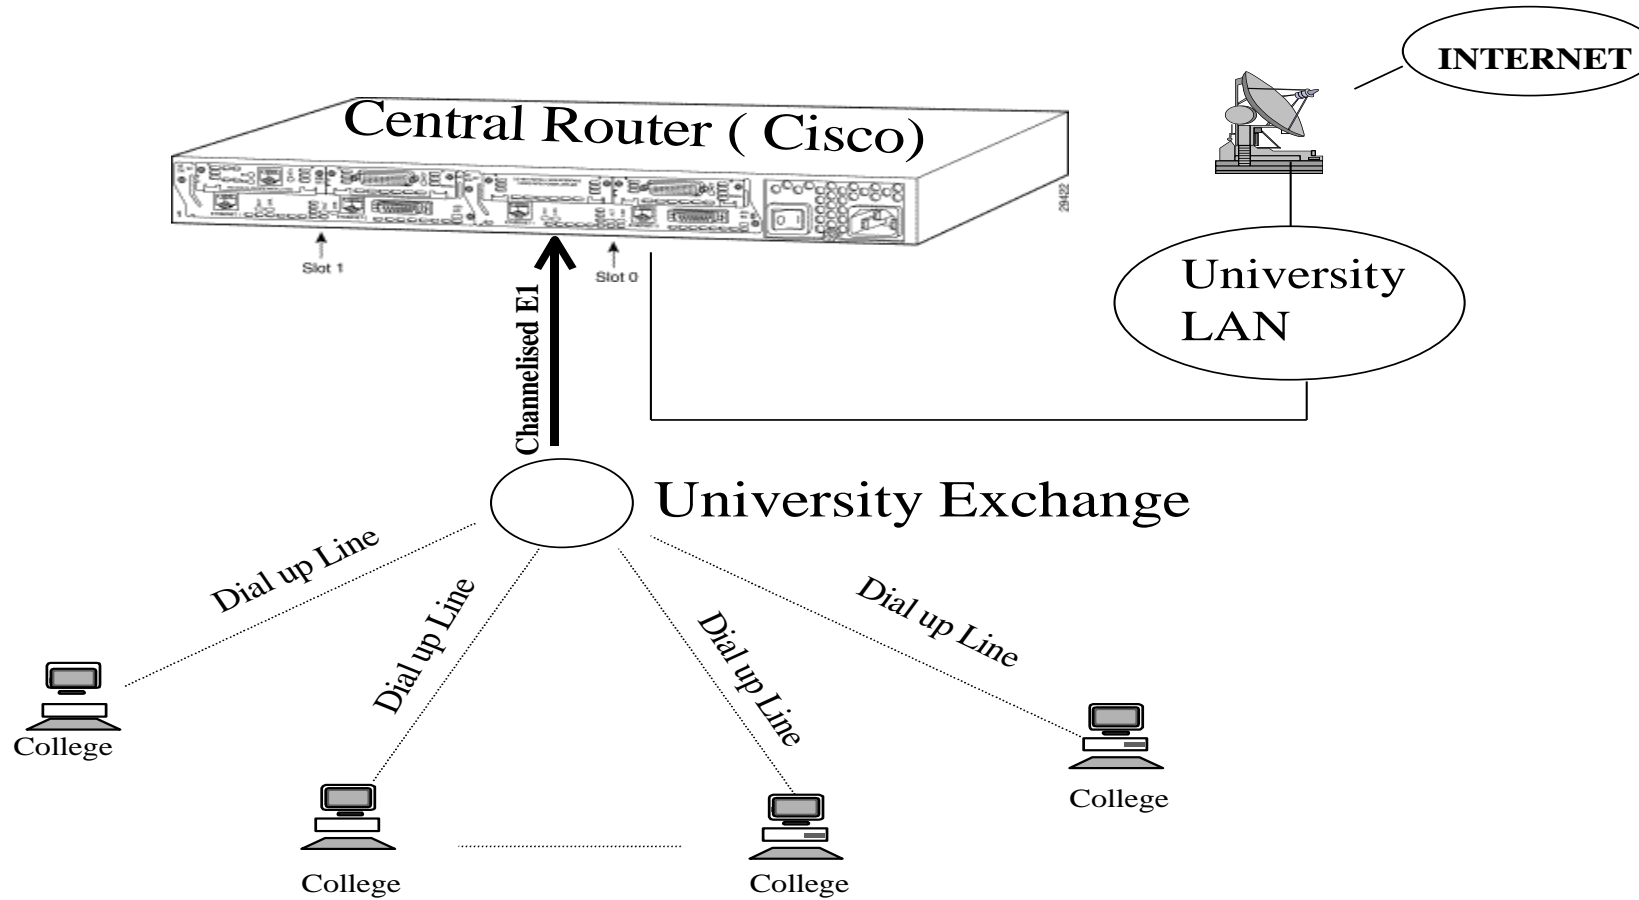 INTERNET
Central Router ( Cisco)
29422
Slot 1
Slot 0
University
LAN
Channelised E1
University Exchange
Dial up Line
Dial up Line
Dial up Line
Dial up Line
College
College
College
College